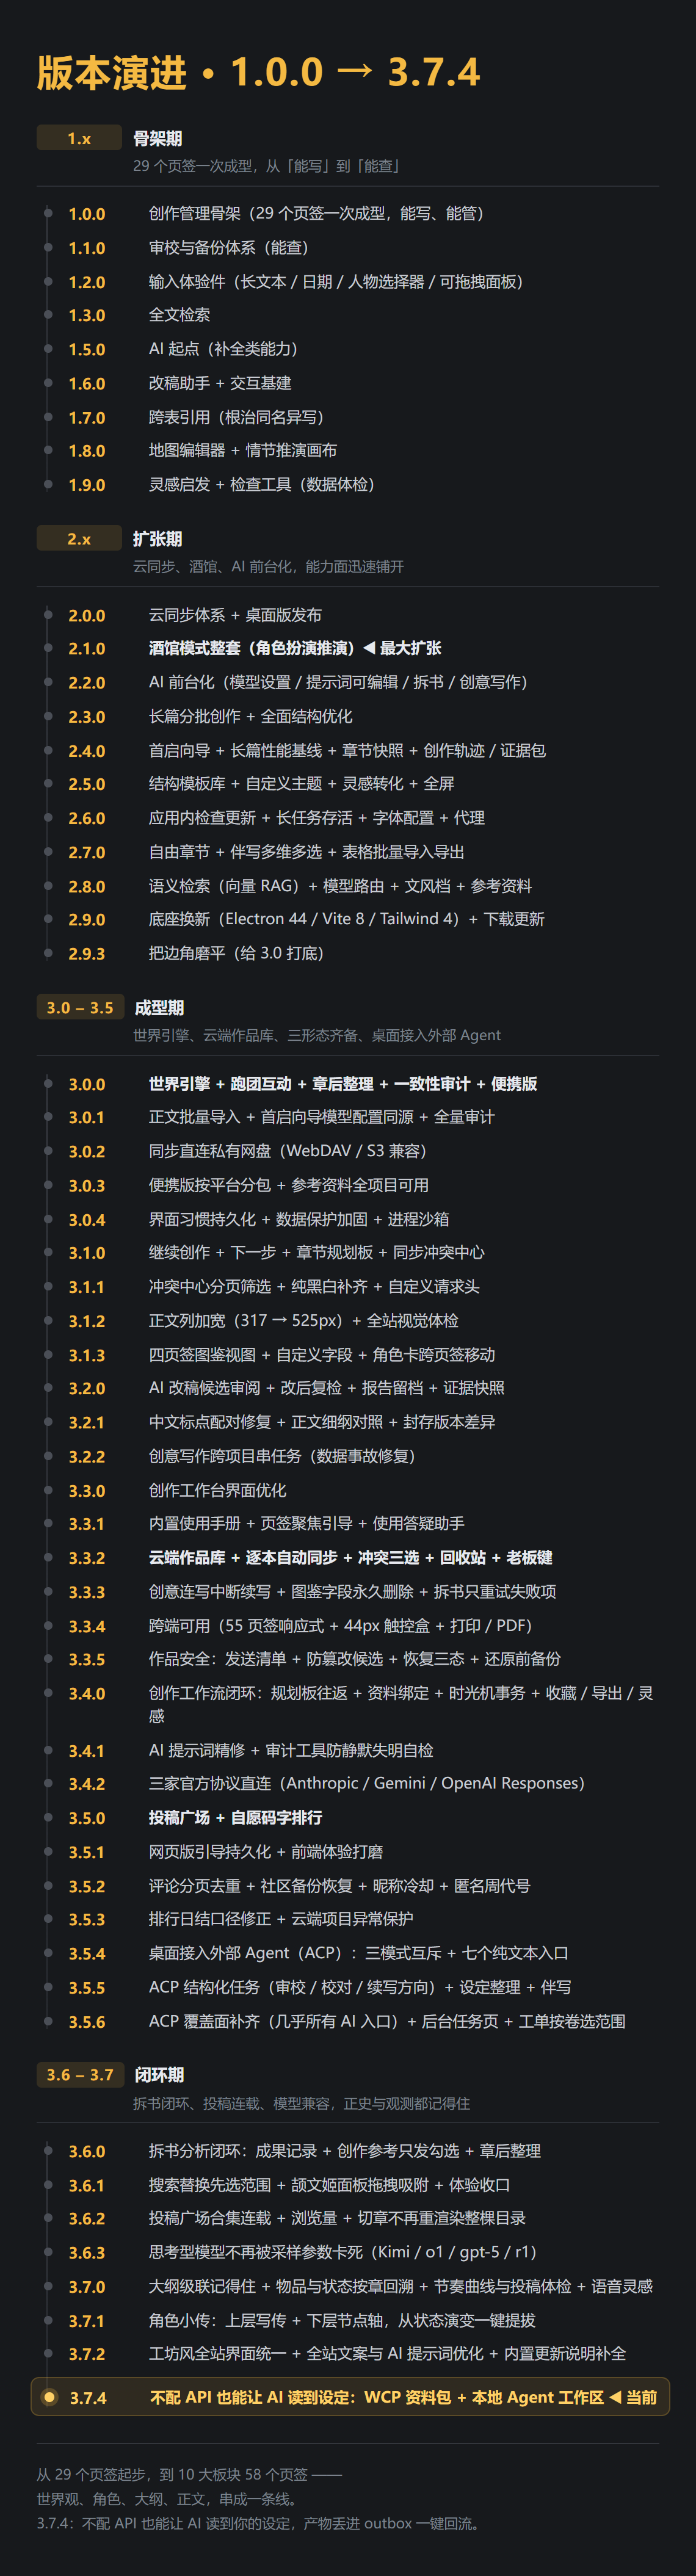 版本演进 • 1.0.0 → 3.7.4
1.x 骨架期
29 个页签一次成型，从「能写」到「能查」
1.0.0 创作管理骨架（29 个页签一次成型，能写、能管）
1.1.0 审校与备份体系（能查）
1.2.0 输入体验件（长文本 / 日期 / 人物选择器 / 可拖拽面板）
1.3.0 全文检索
1.5.0 AI 起点（补全类能力）
1.6.0 改稿助手 + 交互基建
1.7.0 跨表引用（根治同名异写）
1.8.0 地图编辑器 + 情节推演画布
1.9.0 灵感启发 + 检查工具（数据体检）
2.x 扩张期
云同步、酒馆、AI 前台化，能力面迅速铺开
2.0.0 云同步体系 + 桌面版发布
2.1.0 酒馆模式整套（角色扮演推演）◀ 最大扩张
2.2.0 AI 前台化（模型设置 / 提示词可编辑 / 拆书 / 创意写作）
2.3.0 长篇分批创作 + 全面结构优化
2.4.0 首启向导 + 长篇性能基线 + 章节快照 + 创作轨迹 / 证据包
2.5.0 结构模板库 + 自定义主题 + 灵感转化 + 全屏
2.6.0 应用内检查更新 + 长任务存活 + 字体配置 + 代理
2.7.0 自由章节 + 伴写多维多选 + 表格批量导入导出
2.8.0 语义检索（向量 RAG）+ 模型路由 + 文风档 + 参考资料
2.9.0 底座换新（Electron 44 / Vite 8 / Tailwind 4）+ 下载更新
2.9.3 把边角磨平（给 3.0 打底）
3.0 – 3.5 成型期
世界引擎、云端作品库、三形态齐备、桌面接入外部 Agent
3.0.0 世界引擎 + 跑团互动 + 章后整理 + 一致性审计 + 便携版
3.0.1 正文批量导入 + 首启向导模型配置同源 + 全量审计
3.0.2 同步直连私有网盘（WebDAV / S3 兼容）
3.0.3 便携版按平台分包 + 参考资料全项目可用
3.0.4 界面习惯持久化 + 数据保护加固 + 进程沙箱
3.1.0 继续创作 + 下一步 + 章节规划板 + 同步冲突中心
3.1.1 冲突中心分页筛选 + 纯黑白补齐 + 自定义请求头
3.1.2 正文列加宽（317 → 525px）+ 全站视觉体检
3.1.3 四页签图鉴视图 + 自定义字段 + 角色卡跨页签移动
3.2.0 AI 改稿候选审阅 + 改后复检 + 报告留档 + 证据快照
3.2.1 中文标点配对修复 + 正文细纲对照 + 封存版本差异
3.2.2 创意写作跨项目串任务（数据事故修复）
3.3.0 创作工作台界面优化
3.3.1 内置使用手册 + 页签聚焦引导 + 使用答疑助手
3.3.2 云端作品库 + 逐本自动同步 + 冲突三选 + 回收站 + 老板键
3.3.3 创意连写中断续写 + 图鉴字段永久删除 + 拆书只重试失败项
3.3.4 跨端可用（55 页签响应式 + 44px 触控盒 + 打印 / PDF）
3.3.5 作品安全：发送清单 + 防篡改候选 + 恢复三态 + 还原前备份
3.4.0 创作工作流闭环：规划板往返 + 资料绑定 + 时光机事务 + 收藏 / 导出 / 灵
感
3.4.1 AI 提示词精修 + 审计工具防静默失明自检
3.4.2 三家官方协议直连（Anthropic / Gemini / OpenAI Responses）
3.5.0 投稿广场 + 自愿码字排行
3.5.1 网页版引导持久化 + 前端体验打磨
3.5.2 评论分页去重 + 社区备份恢复 + 昵称冷却 + 匿名周代号
3.5.3 排行日结口径修正 + 云端项目异常保护
3.5.4 桌面接入外部 Agent（ACP）：三模式互斥 + 七个纯文本入口
3.5.5 ACP 结构化任务（审校 / 校对 / 续写方向）+ 设定整理 + 伴写
3.5.6 ACP 覆盖面补齐（几乎所有 AI 入口）+ 后台任务页 + 工单按卷选范围
3.6 – 3.7 闭环期
拆书闭环、投稿连载、模型兼容，正史与观测都记得住
3.6.0 拆书分析闭环：成果记录 + 创作参考只发勾选 + 章后整理
3.6.1 搜索替换先选范围 + 颉文姬面板拖拽吸附 + 体验收口
3.6.2 投稿广场合集连载 + 浏览量 + 切章不再重渲染整棵目录
3.6.3 思考型模型不再被采样参数卡死（Kimi / o1 / gpt-5 / r1）
3.7.0 大纲级联记得住 + 物品与状态按章回溯 + 节奏曲线与投稿体检 + 语音灵感
3.7.1 角色小传：上层写传 + 下层节点轴，从状态演变一键提拔
3.7.2 工坊风全站界面统一 + 全站文案与 AI 提示词优化 + 内置更新说明补全
3.7.4 不配 API 也能让 AI 读到设定：WCP 资料包 + 本地 Agent 工作区 ◀ 当前
从 29 个页签起步，到 10 大板块 58 个页签 ——
世界观、角色、大纲、正文，串成一条线。
3.7.4：不配 API 也能让 AI 读到你的设定，产物丢进 outbox 一键回流。